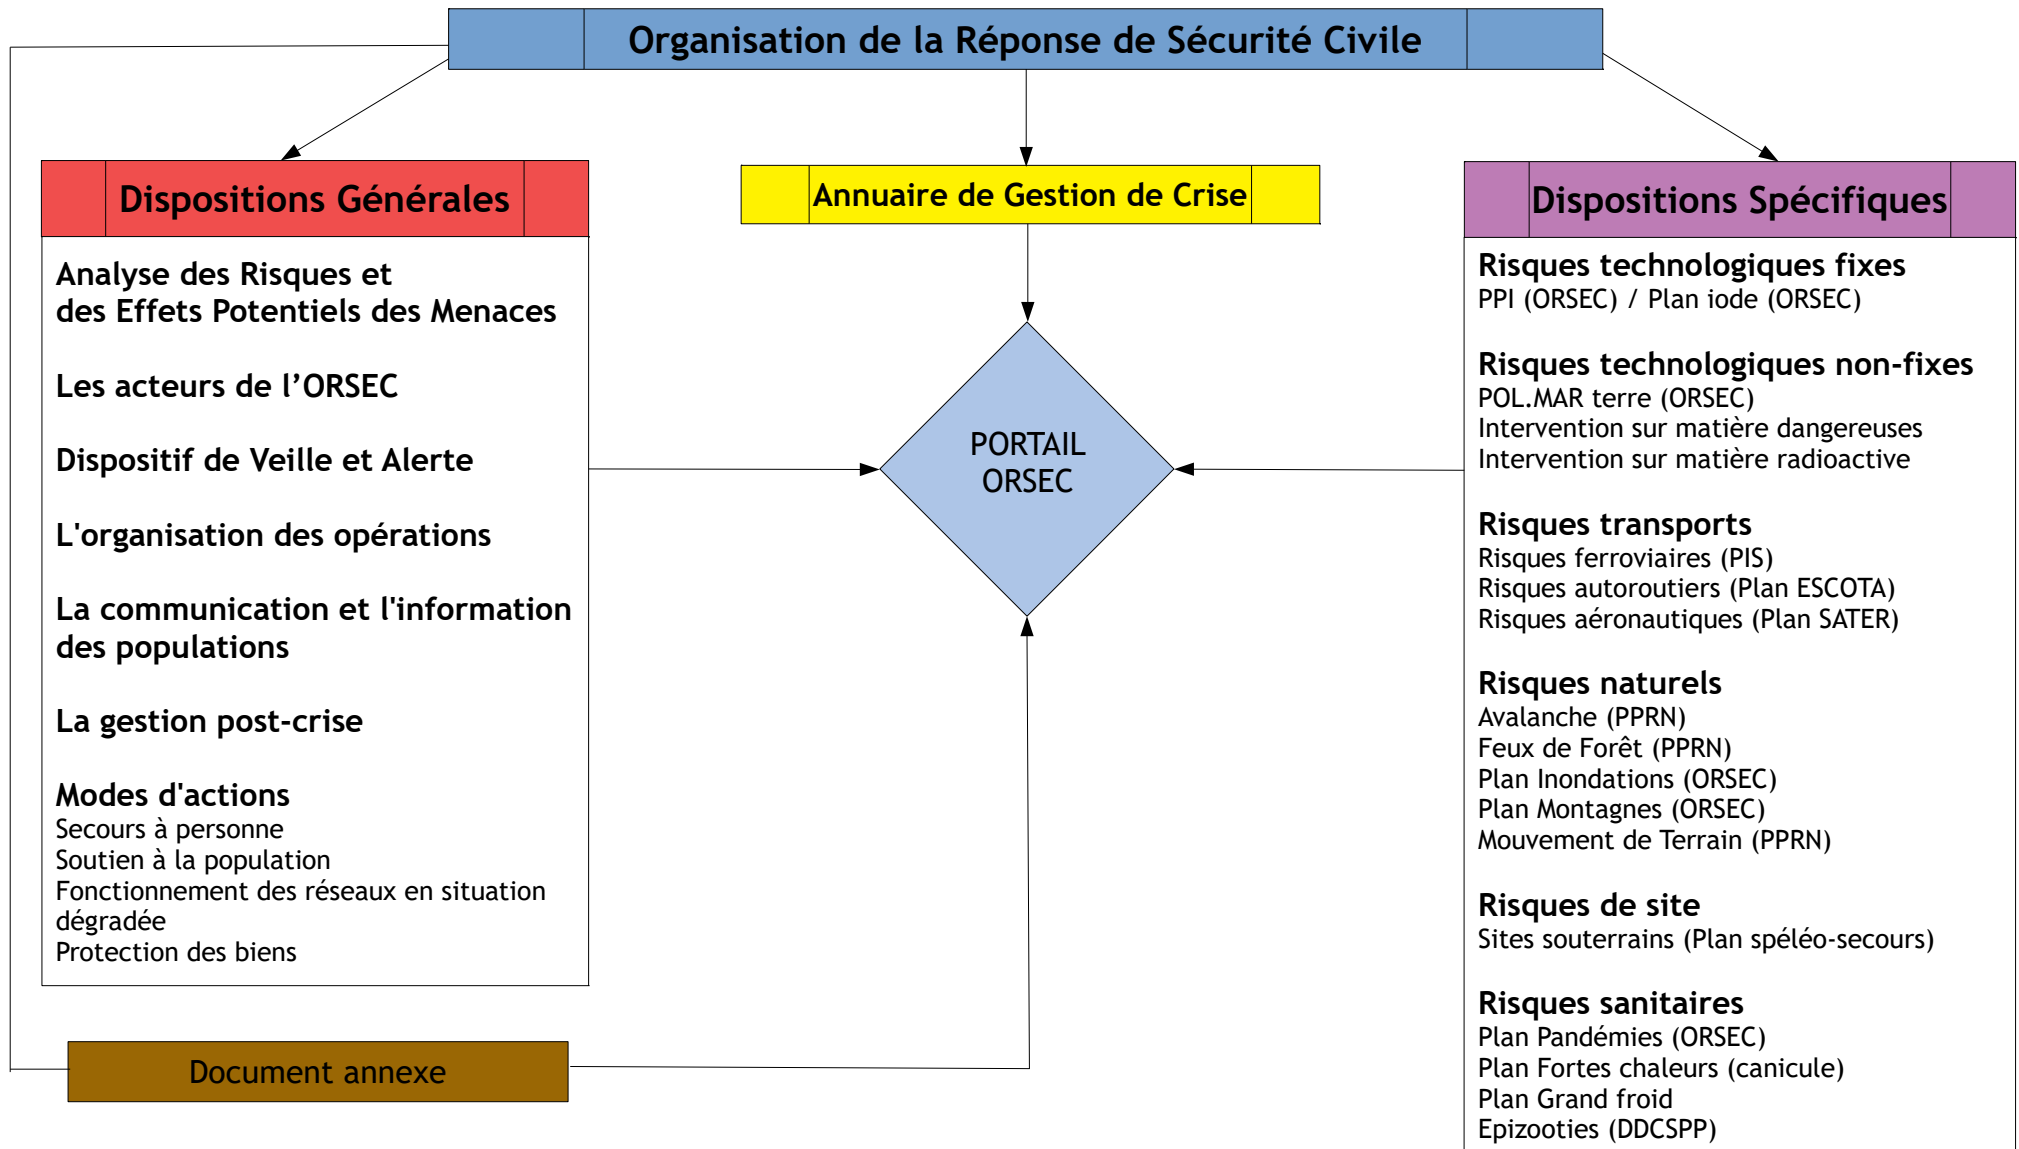 Organisation de la Réponse de Sécurité Civile
Dispositions Générales
Analyse des Risques et
des Effets Potentiels des Menaces
Les acteurs de l’ORSEC
Dispositif de Veille et Alerte
L'organisation des opérations
La communication et l'information
des populations
La gestion post-crise
Modes d'actions
Secours à personne
Soutien à la population
Fonctionnement des réseaux en situation
dégradée
Protection des biens
Document annexe
Annuaire de Gestion de Crise
PORTAIL
ORSEC
Dispositions Spécifiques
Risques technologiques fixes
PPI (ORSEC) / Plan iode (ORSEC)
Risques technologiques non-fixes
POL.MAR terre (ORSEC)
Intervention sur matière dangereuses
Intervention sur matière radioactive
Risques transports
Risques ferroviaires (PIS)
Risques autoroutiers (Plan ESCOTA)
Risques aéronautiques (Plan SATER)
Risques naturels
Avalanche (PPRN)
Feux de Forêt (PPRN)
Plan Inondations (ORSEC)
Plan Montagnes (ORSEC)
Mouvement de Terrain (PPRN)
Risques de site
Sites souterrains (Plan spéléo-secours)
Risques sanitaires
Plan Pandémies (ORSEC)
Plan Fortes chaleurs (canicule)
Plan Grand froid
Epizooties (DDCSPP)